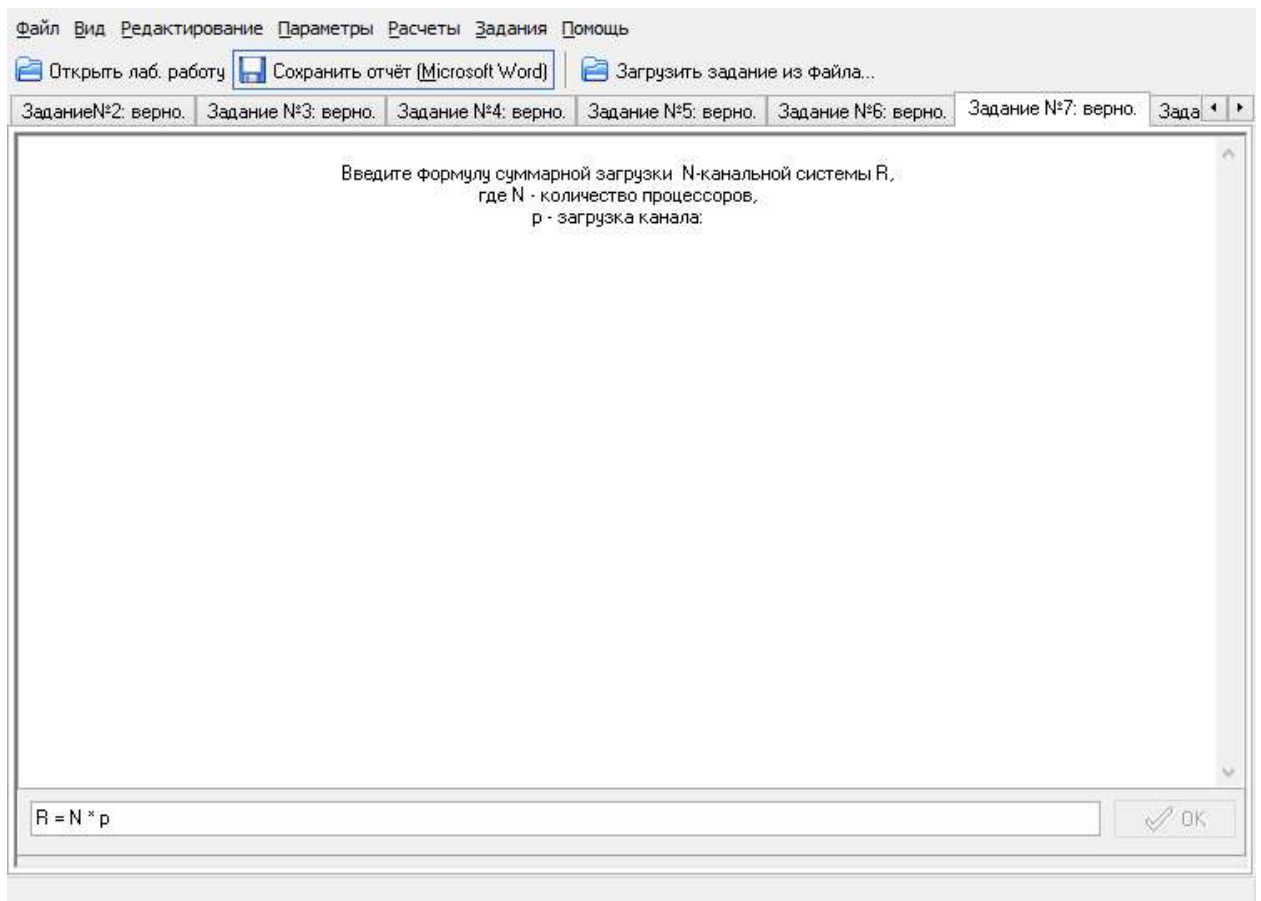 Файл Вид Редактирование Параметры Расчеты Задания Помощь
Открыть лаб. работу Сохранить отчёт (Microsoft Word) Загрузить задание из файла...
Задание№2: верно. Задание №3: верно. Задание №4: верно. Задание №5: верно. Задание №6: верно. Задание №7: верно. Зада
Введите формулу суммарной загрузки N-канальной системы R,
где N - количество процессоров,
p - загрузка канала:
R = N * p
OK